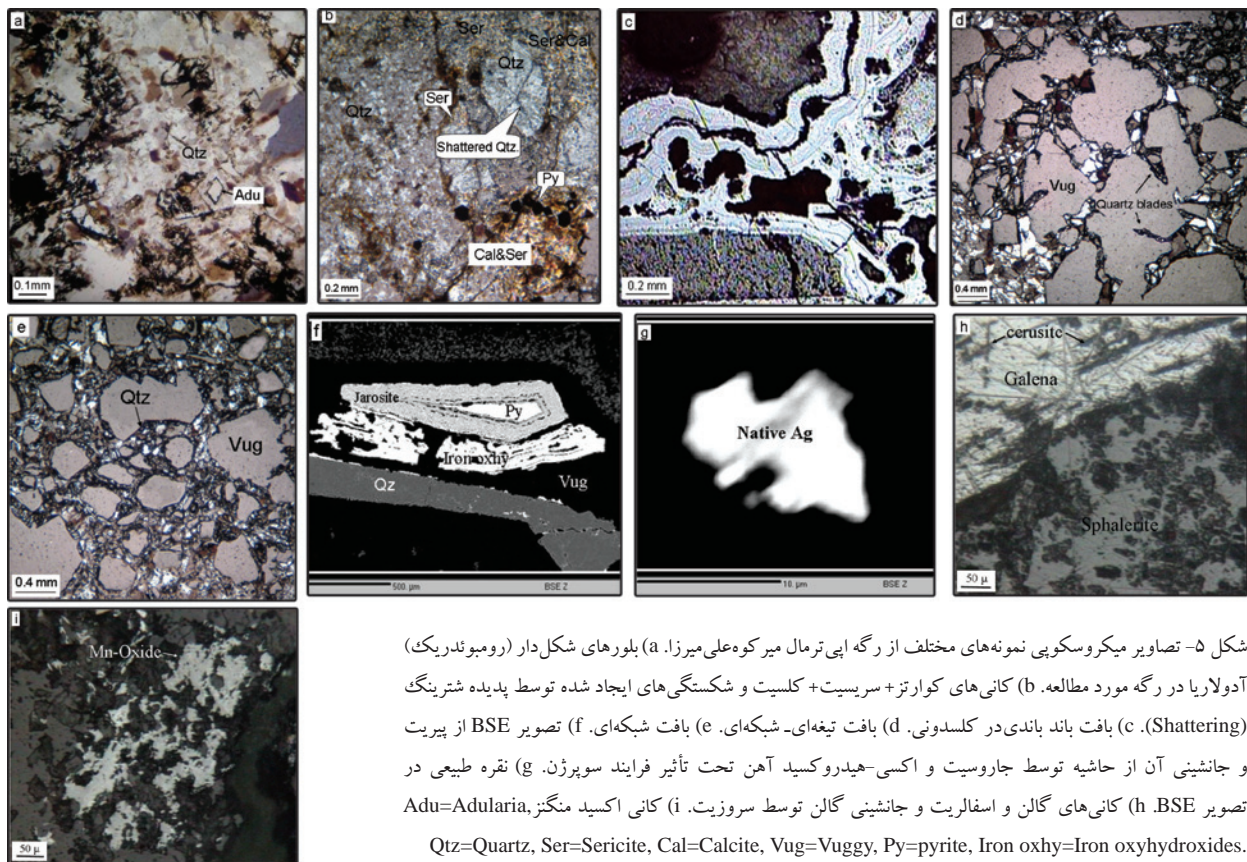 a
Qtz
Adu
0.1mm
b
Ser
Ser&Cal
Qtz
Qtz
Ser
Shattered Qtz.
Py
Cal&Ser
0.2 mm
c
0.2 mm
d
Vug
Quartz blades
0.4 mm
e
Qtz
Vug
0.4 mm
f
Jarosite
Py
Iron oxhy
Vug
Qz
500. µm BSE Z
g
Native Ag
10. µm BSE Z
h
cerusite
Galena
Sphalerite
50 µ
i
Mn-Oxide
50 µ
شکل ۵- تصاویر میکروسکوپی نمونه‌های مختلف از رگه اپی‌ترمال میر کوه‌علی‌میرزا. a) بلورهای شکل‌دار (رومبوئدریک)
آدولاریا در رگه مورد مطالعه. b) کانی‌های کوارتز+ سریسیت+ کلسیت و شکستگی‌های ایجاد شده توسط پدیده شترینگ
(Shattering). c) بافت باند باندی‌در کلسدونی. d) بافت تیغه‌ای‌ـ شبکه‌ای. e) بافت شبکه‌ای. f) تصویر BSE از پیریت
و جانشینی آن از حاشیه توسط جاروسیت و اکسی-هیدروکسید آهن تحت تأثیر فرایند سوپرژن. g) نقره طبیعی در
تصویر BSE. h) کانی‌های گالن و اسفالریت و جانشینی گالن توسط سروزیت. i) کانی اکسید منگنز,Adu=Adularia
Qtz=Quartz, Ser=Sericite, Cal=Calcite, Vug=Vuggy, Py=pyrite, Iron oxhy=Iron oxyhydroxides.